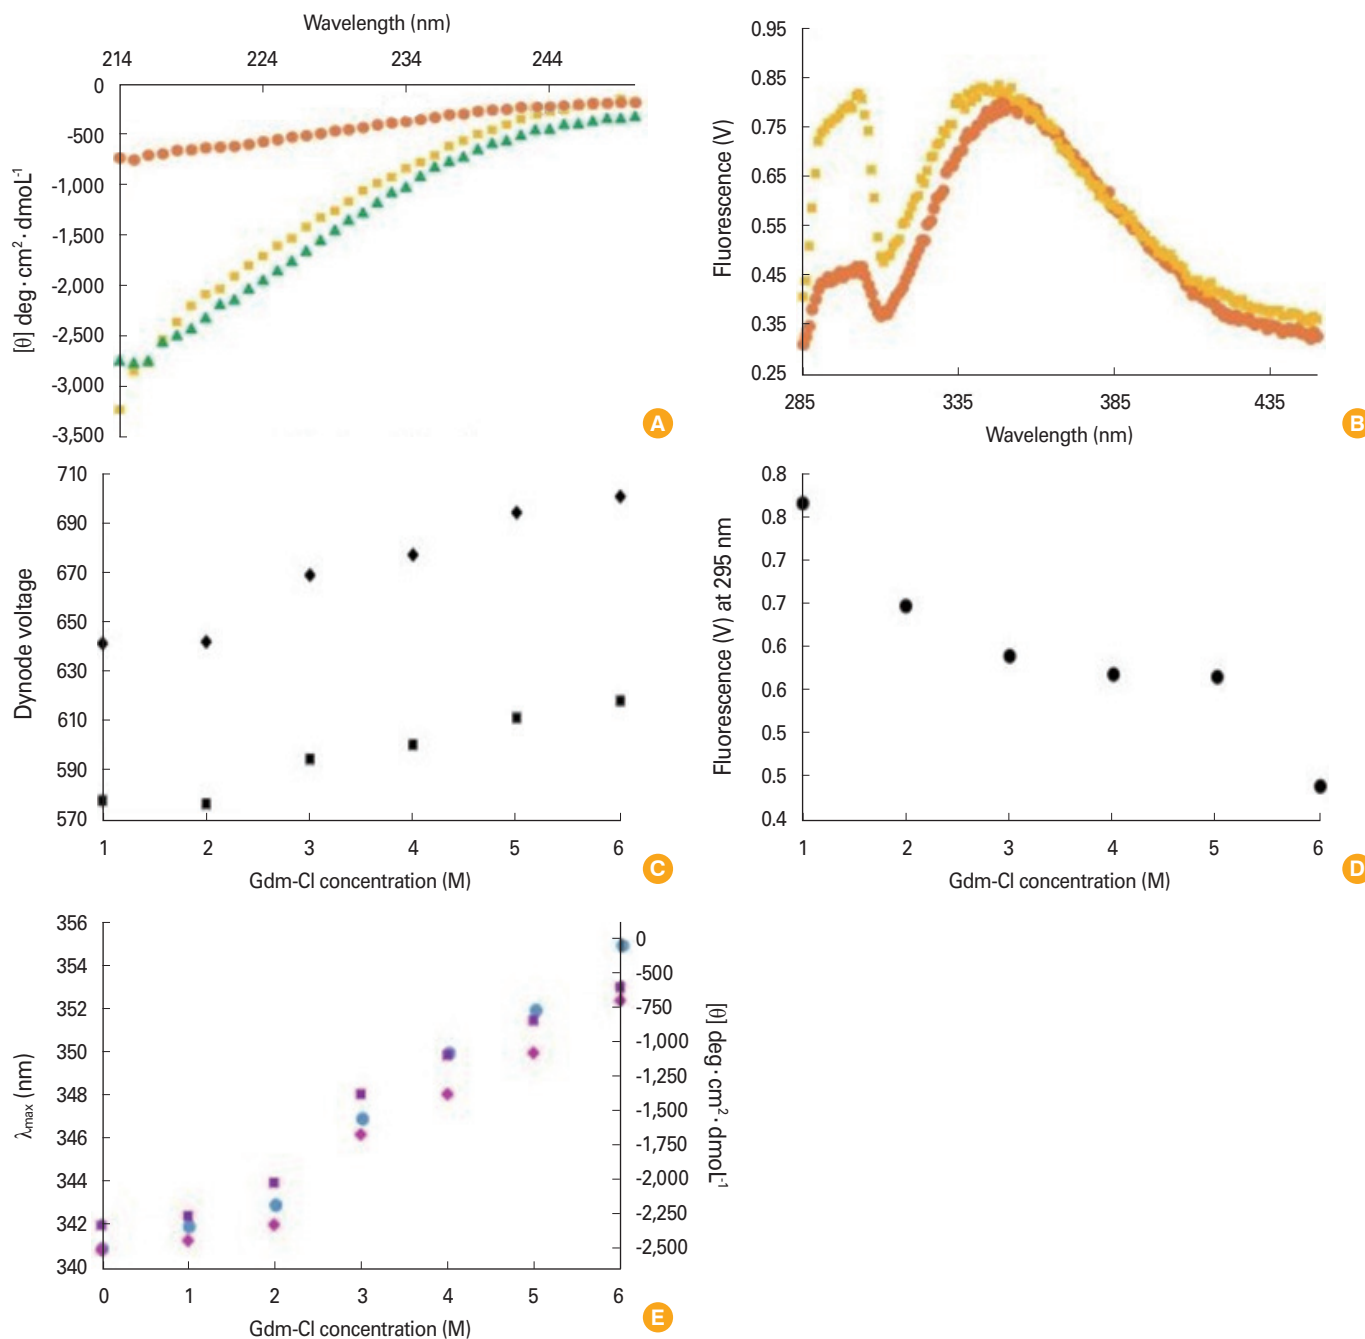 Wavelength (nm)
214 224 234 244
0
-500
-1,000
-1,500
-2,000
-2,500
-3,000
-3,500
[θ] deg·cm²·dmoL⁻¹
A
0.95
0.85
0.75
0.65
0.55
0.45
0.35
0.25
Fluorescence (V)
285 335 385 435
Wavelength (nm)
B
710
690
670
650
630
610
590
570
Dynode voltage
1 2 3 4 5 6
Gdm-Cl concentration (M)
C
0.8
0.8
0.7
0.7
0.6
0.6
0.5
0.5
0.4
Fluorescence (V) at 295 nm
1 2 3 4 5 6
Gdm-Cl concentration (M)
D
356
354
352
350
348
346
344
342
340
λmax (nm)
0
-500
-750
-1,000
-1,250
-1,500
-1,750
-2,000
-2,250
-2,500
[θ] deg·cm²·dmoL⁻¹
0 1 2 3 4 5 6
Gdm-Cl concentration (M)
E